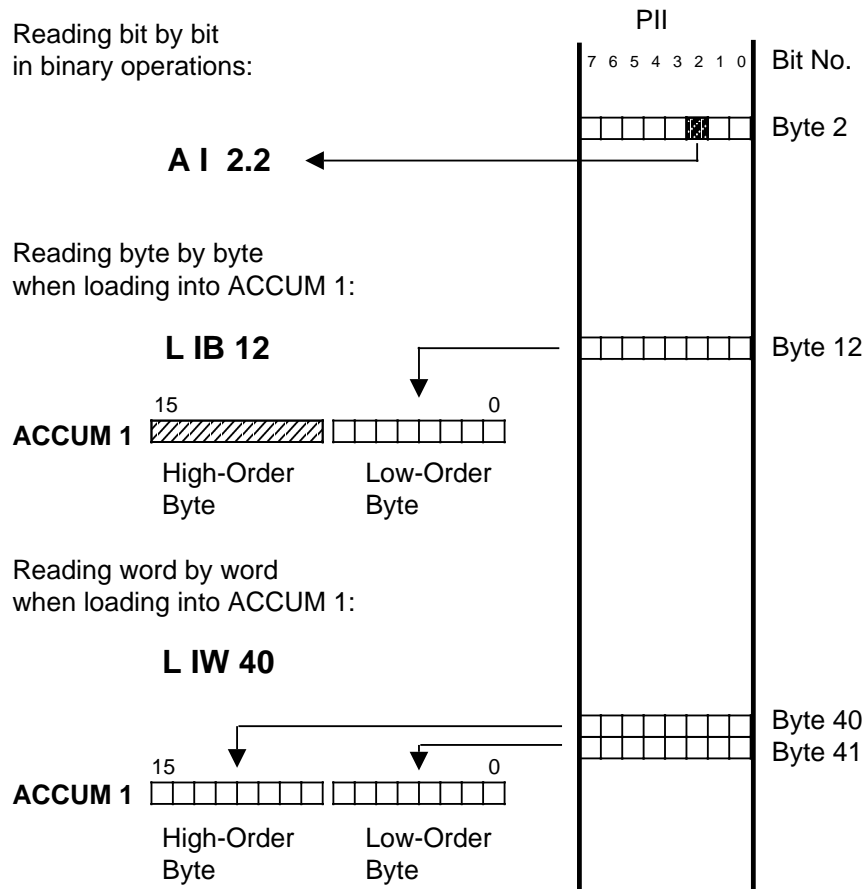 PII
Reading bit by bit
in binary operations:
7 6 5 4 3 2 1 0 Bit No.
Byte 2
A I 2.2
Reading byte by byte
when loading into ACCUM 1:
L IB 12
Byte 12
15 0
ACCUM 1
High-Order Low-Order
Byte Byte
Reading word by word
when loading into ACCUM 1:
L IW 40
Byte 40
Byte 41
15 0
ACCUM 1
High-Order Low-Order
Byte Byte